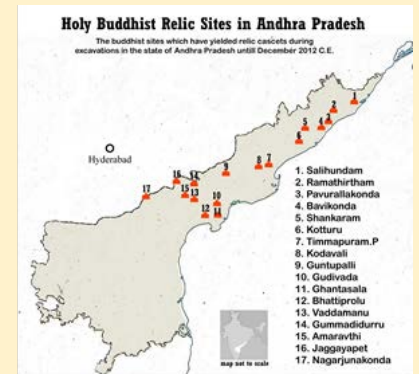 Holy Buddhist Relic Sites in Andhra Pradesh
The buddhist sites which have yielded relic cascets during
excavations in the state of Andhra Pradesh untill December 2012 C.E.
1
2
3
4
5
6
7
8
9
10
11
12
13
14
15
16
17
Hyderabad
1. Salihundam
2. Ramathirtham
3. Pavurallakonda
4. Bavikonda
5. Shankaram
6. Kotturu
7. Timmapuram.P
8. Kodavali
9. Guntupalli
10. Gudivada
11. Ghantasala
12. Bhattiprolu
13. Vaddamanu
14. Gummadidurru
15. Amaravthi
16. Jaggayapet
17. Nagarjunakonda
map not to scale